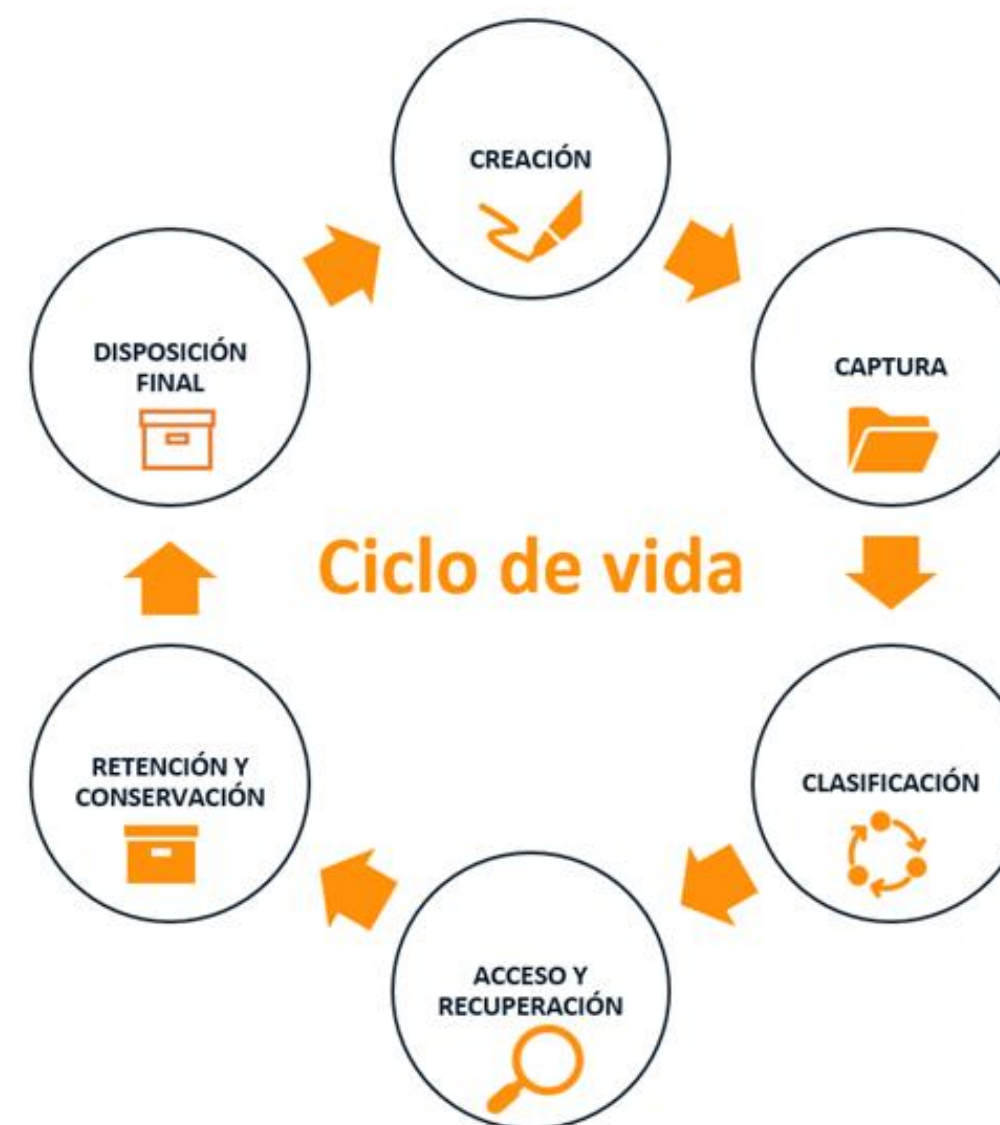 CREACIÓN
CAPTURA
CLASIFICACIÓN
ACCESO Y
RECUPERACIÓN
RETENCIÓN Y
CONSERVACIÓN
DISPOSICIÓN
FINAL
Ciclo de vida